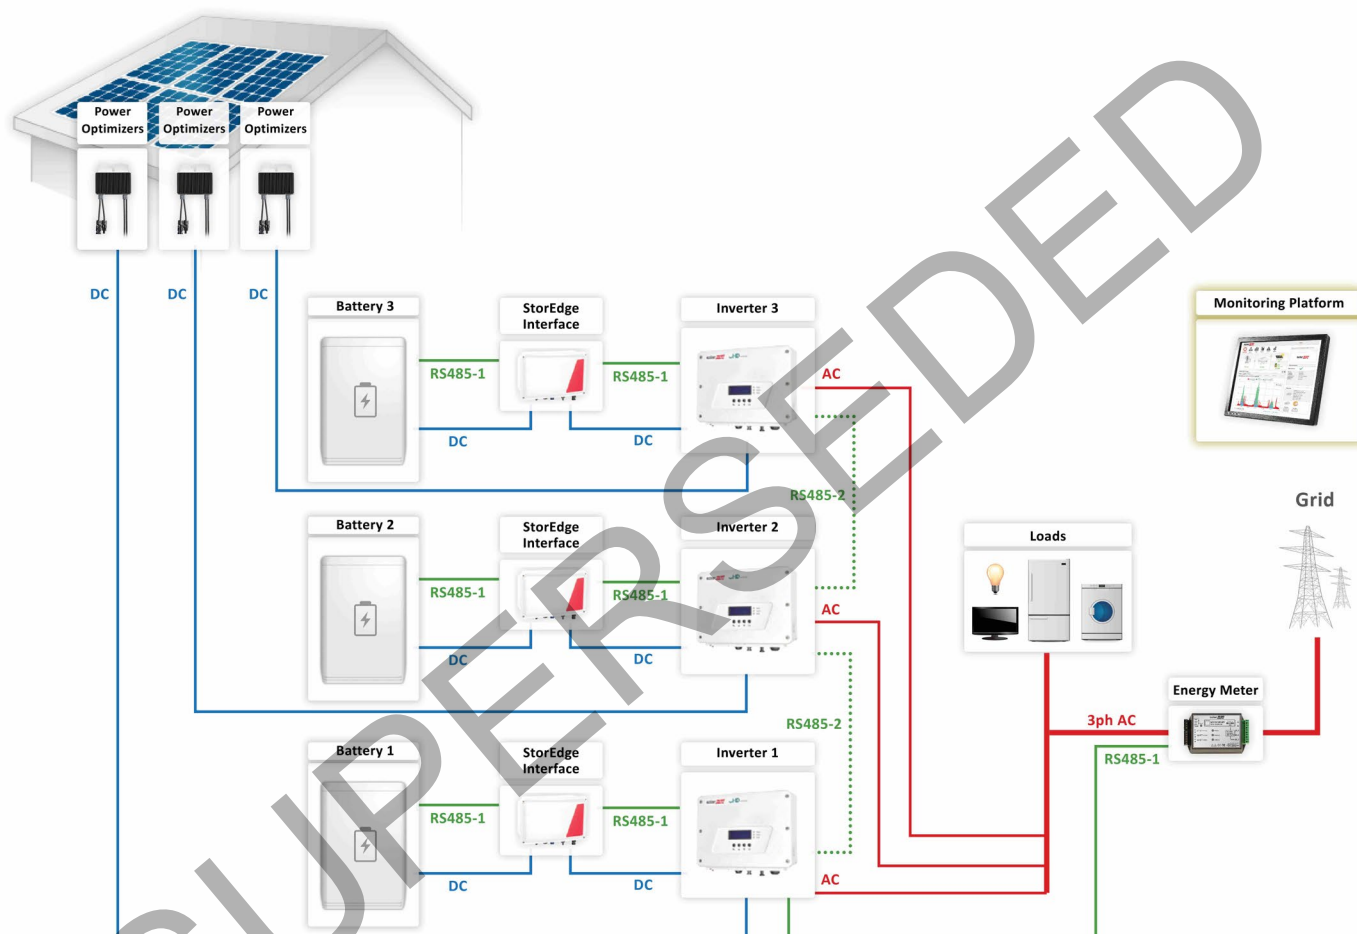 Power
Optimizers
Power
Optimizers
Power
Optimizers
DC
DC
DC
Battery 3
StorEdge
Interface
Inverter 3
Monitoring Platform
RS485-1
RS485-1
AC
DC
DC
RS485-2
Grid
Battery 2
StorEdge
Interface
Inverter 2
Loads
RS485-1
RS485-1
AC
DC
DC
Energy Meter
RS485-2
3ph AC
RS485-1
Battery 1
StorEdge
Interface
Inverter 1
RS485-1
RS485-1
AC
DC
DC
SUPERSEDED